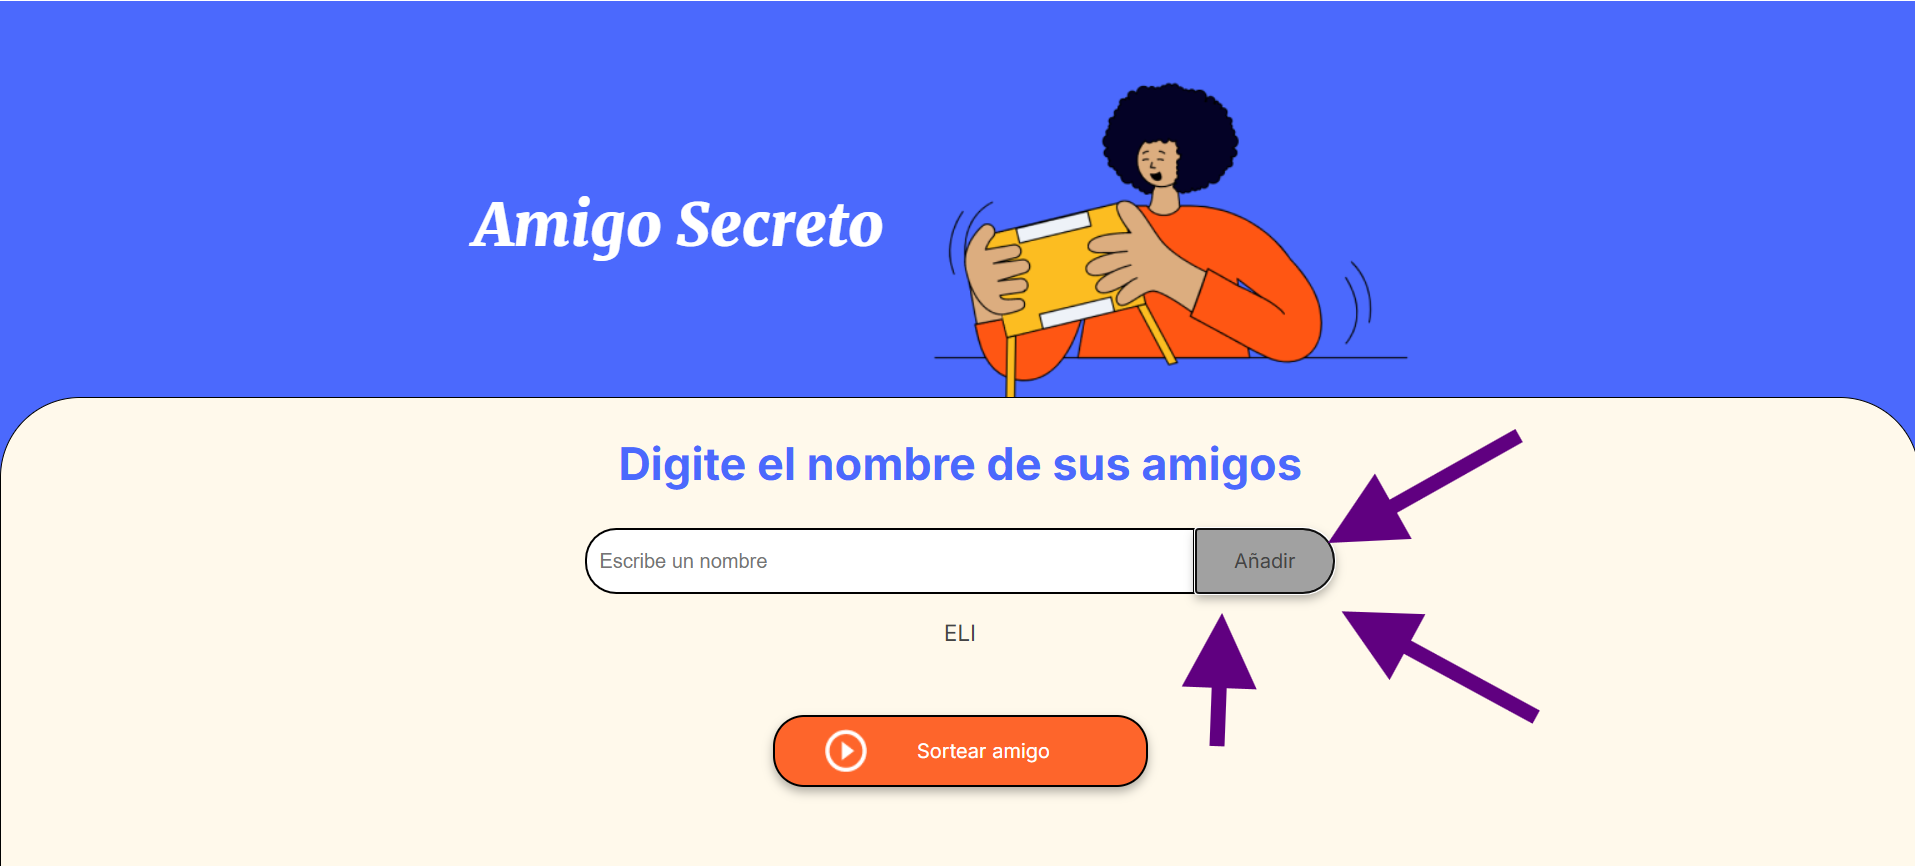 Amigo Secreto
Digite el nombre de sus amigos
Escribe un nombre
Añadir
ELI
Sortear amigo